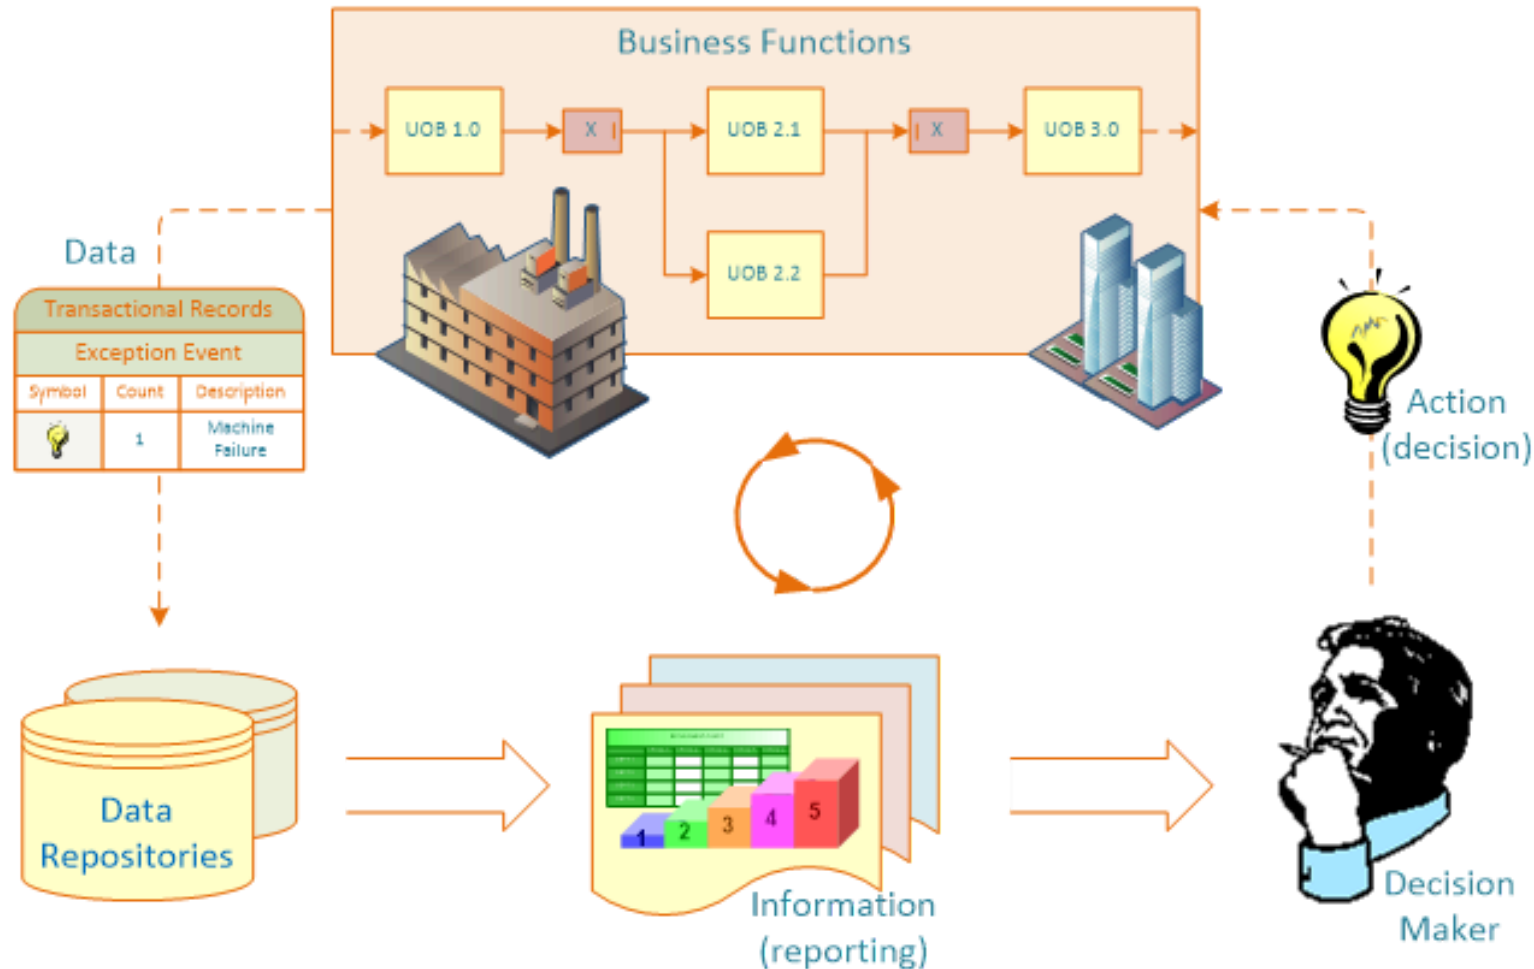 Business Functions
UOB 1.0
X
UOB 2.1
X
UOB 3.0
UOB 2.2
Data
Transactional Records
Exception Event
Symbol Count Description
1
Machine
Failure
Action
(decision)
Data
Repositories
1 2 3 4 5
Information
(reporting)
Decision
Maker